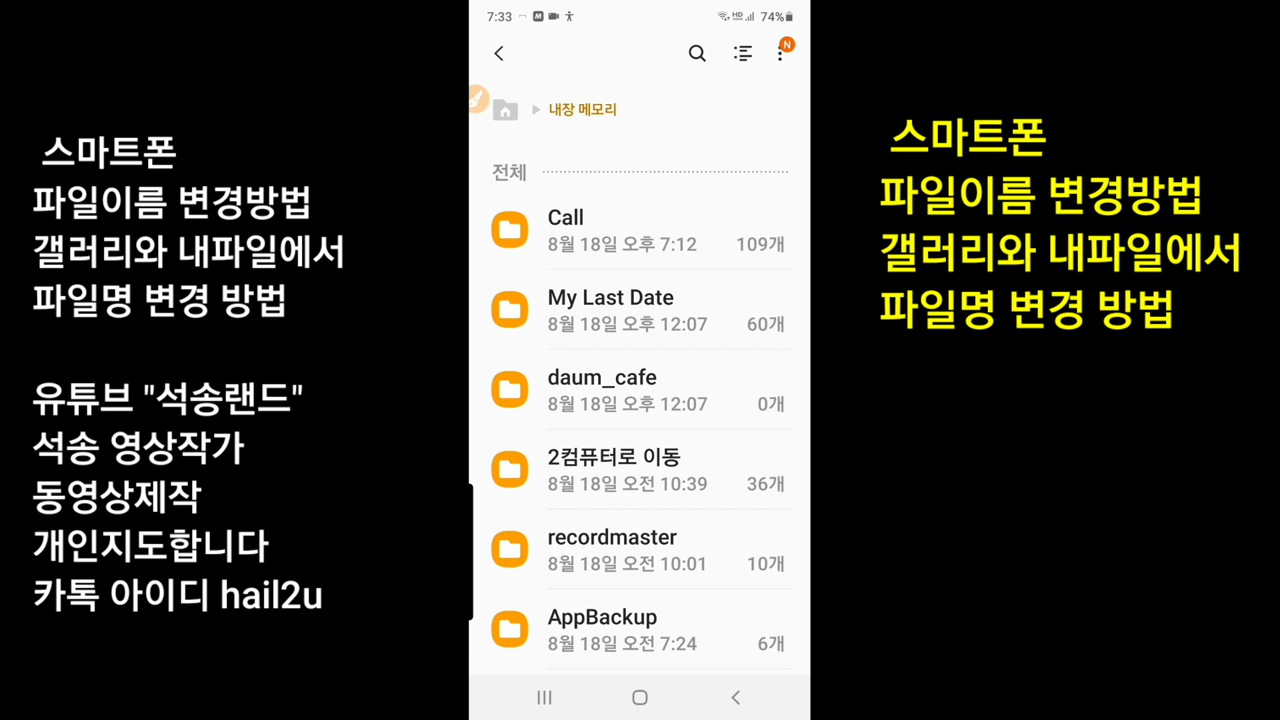 스마트폰
파일이름 변경방법
갤러리와 내파일에서
파일명 변경 방법
유튜브 "석송랜드"
석송 영상작가
동영상제작
개인지도합니다
카톡 아이디 hail2u
7:33 M HD 74%
N
내장 메모리
전체
Call
8월 18일 오후 7:12 109개
My Last Date
8월 18일 오후 12:07 60개
daum_cafe
8월 18일 오후 12:07 0개
2컴퓨터로 이동
8월 18일 오전 10:39 36개
recordmaster
8월 18일 오전 10:01 10개
AppBackup
8월 18일 오전 7:24 6개
스마트폰
파일이름 변경방법
갤러리와 내파일에서
파일명 변경 방법